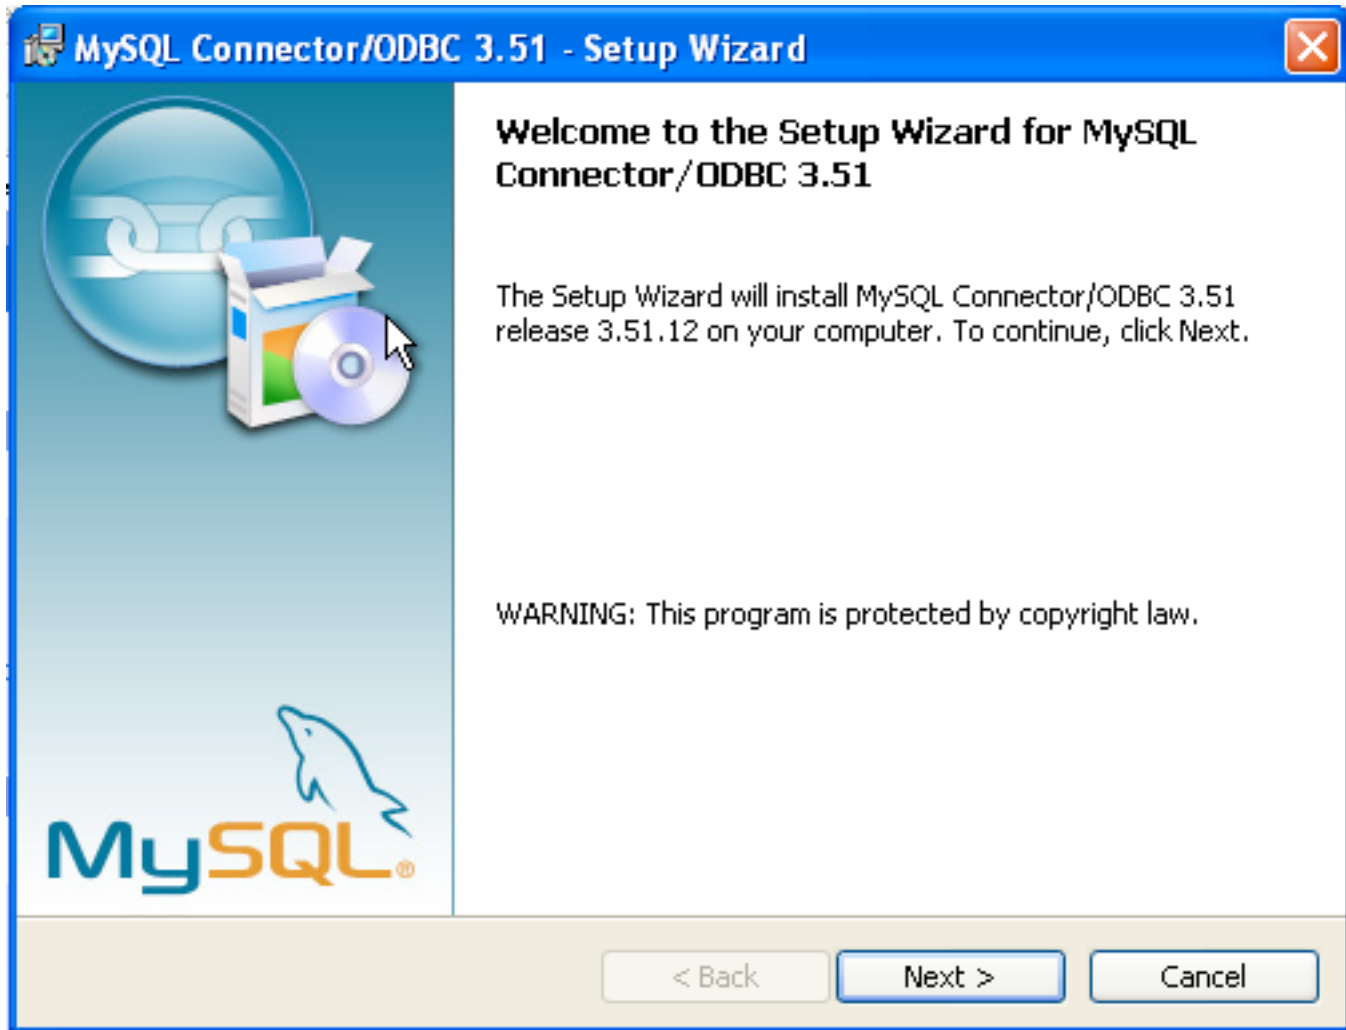 MySQL Connector/ODBC 3.51 - Setup Wizard
Welcome to the Setup Wizard for MySQL
Connector/ODBC 3.51
The Setup Wizard will install MySQL Connector/ODBC 3.51
release 3.51.12 on your computer. To continue, click Next.
WARNING: This program is protected by copyright law.
MySQL®
< Back
Next >
Cancel